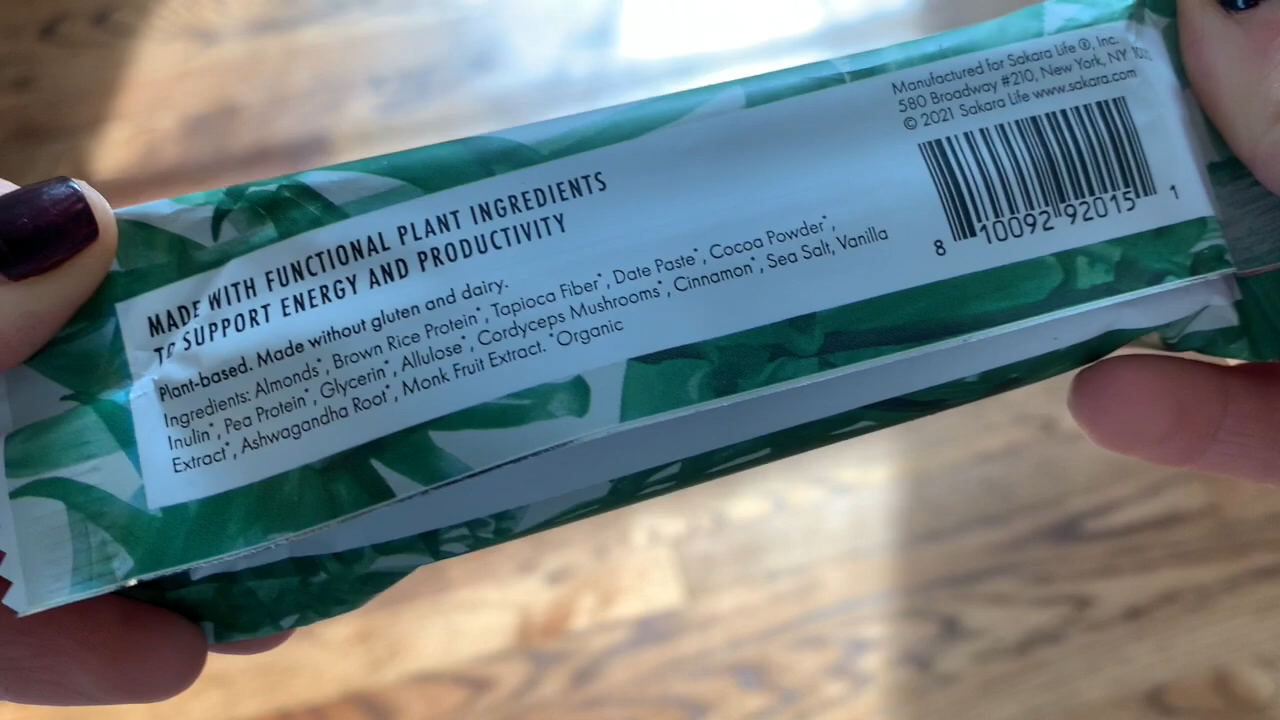 MADE WITH FUNCTIONAL PLANT INGREDIENTS
TO SUPPORT ENERGY AND PRODUCTIVITY
Plant-based. Made without gluten and dairy.
Ingredients: Almonds*, Brown Rice Protein*, Tapioca Fiber*, Date Paste*, Cocoa Powder*,
Inulin*, Pea Protein*, Glycerin*, Allulose*, Cordyceps Mushrooms*, Cinnamon*, Sea Salt, Vanilla
Extract*, Ashwagandha Root*, Monk Fruit Extract. *Organic
Manufactured for Sakara Life ®, Inc.
580 Broadway #210, New York, NY
© 2021 Sakara Life www.sakara.com
8 10092 92015 1